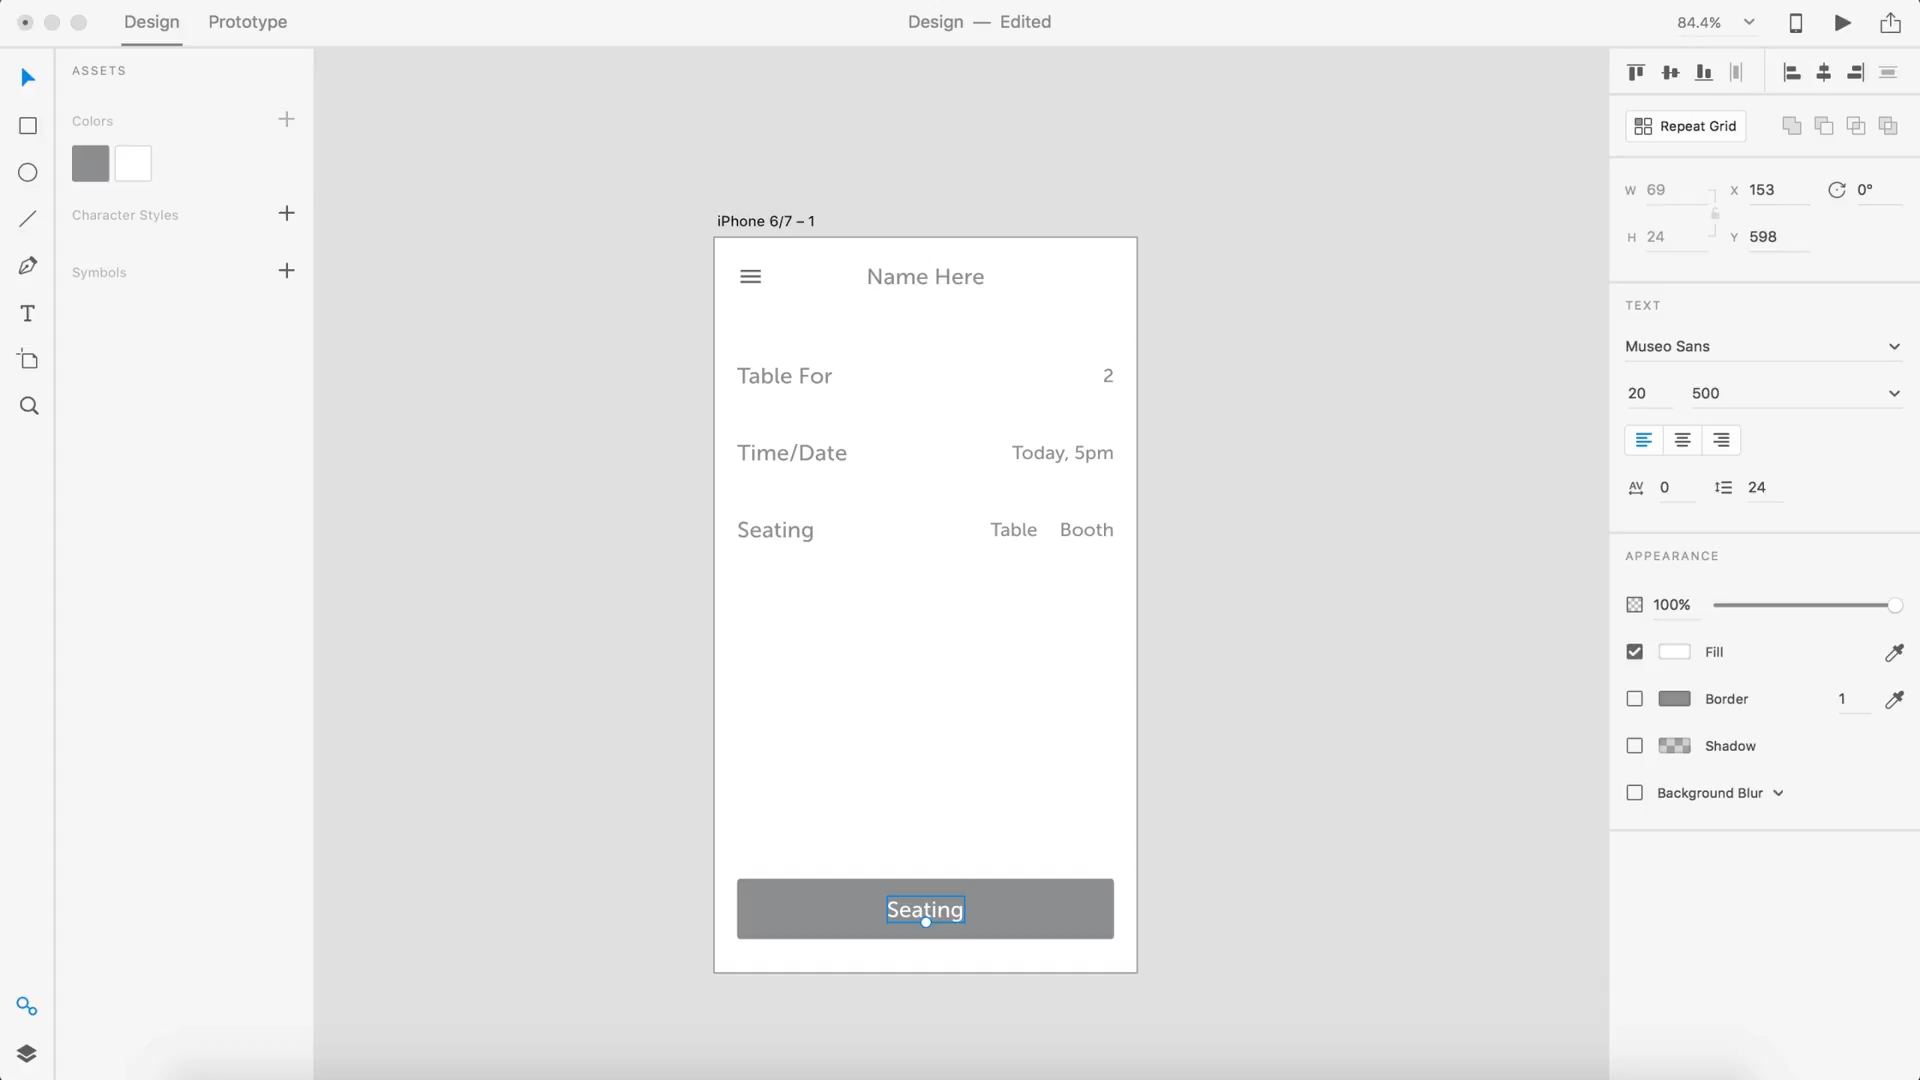 Design Prototype Design — Edited 84.4%
ASSETS
Colors
Character Styles
Symbols
iPhone 6/7 – 1
Name Here
Table For 2
Time/Date Today, 5pm
Seating Table Booth
Seating
Repeat Grid
W 69 X 153 0°
H 24 Y 598
TEXT
Museo Sans
20 500
AV 0 24
APPEARANCE
100%
Fill
Border 1
Shadow
Background Blur